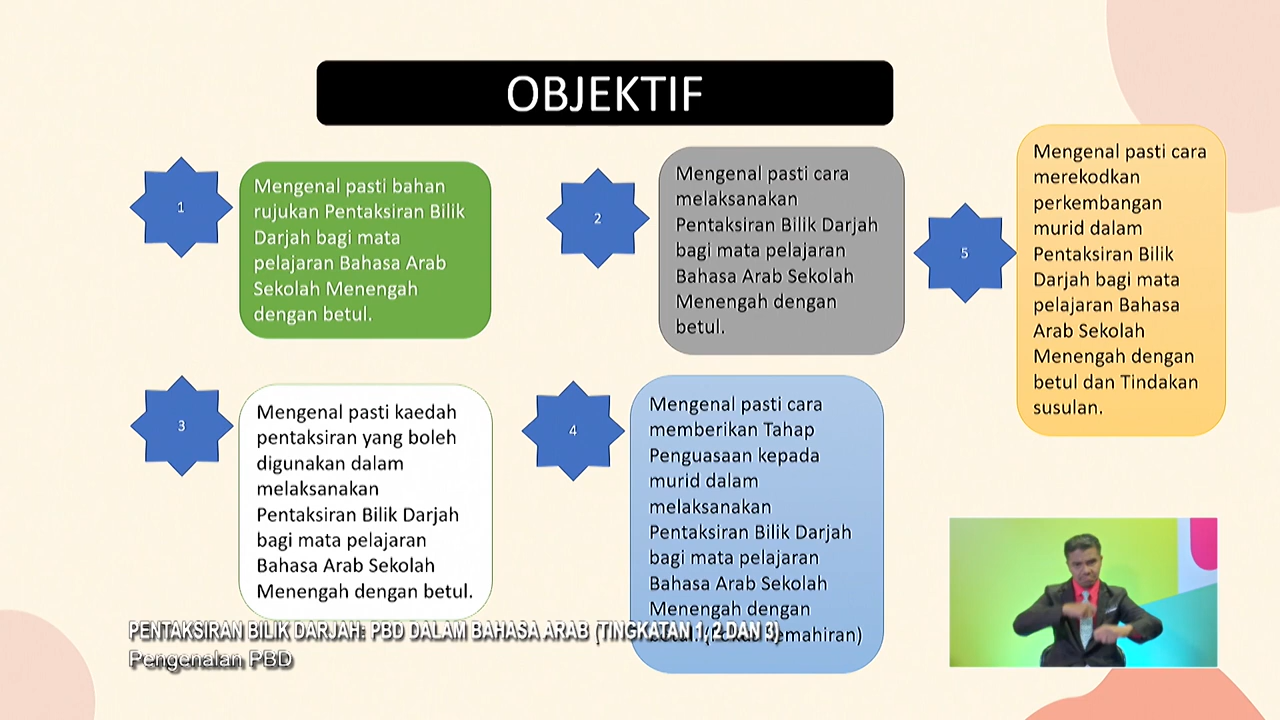 OBJEKTIF
1
Mengenal pasti bahan
rujukan Pentaksiran Bilik
Darjah bagi mata
pelajaran Bahasa Arab
Sekolah Menengah
dengan betul.
2
Mengenal pasti cara
melaksanakan
Pentaksiran Bilik Darjah
bagi mata pelajaran
Bahasa Arab Sekolah
Menengah dengan
betul.
3
Mengenal pasti kaedah
pentaksiran yang boleh
digunakan dalam
melaksanakan
Pentaksiran Bilik Darjah
bagi mata pelajaran
Bahasa Arab Sekolah
Menengah dengan betul.
4
Mengenal pasti cara
memberikan Tahap
Penguasaan kepada
murid dalam
melaksanakan
Pentaksiran Bilik Darjah
bagi mata pelajaran
Bahasa Arab Sekolah
Menengah dengan
5
Mengenal pasti cara
merekodkan
perkembangan
murid dalam
Pentaksiran Bilik
Darjah bagi mata
pelajaran Bahasa
Arab Sekolah
Menengah dengan
betul dan Tindakan
susulan.
PENTAKSIRAN BILIK DARJAH: PBD DALAM BAHASA ARAB (TINGKATAN 1, 2 DAN 3)
Pengenalan PBD